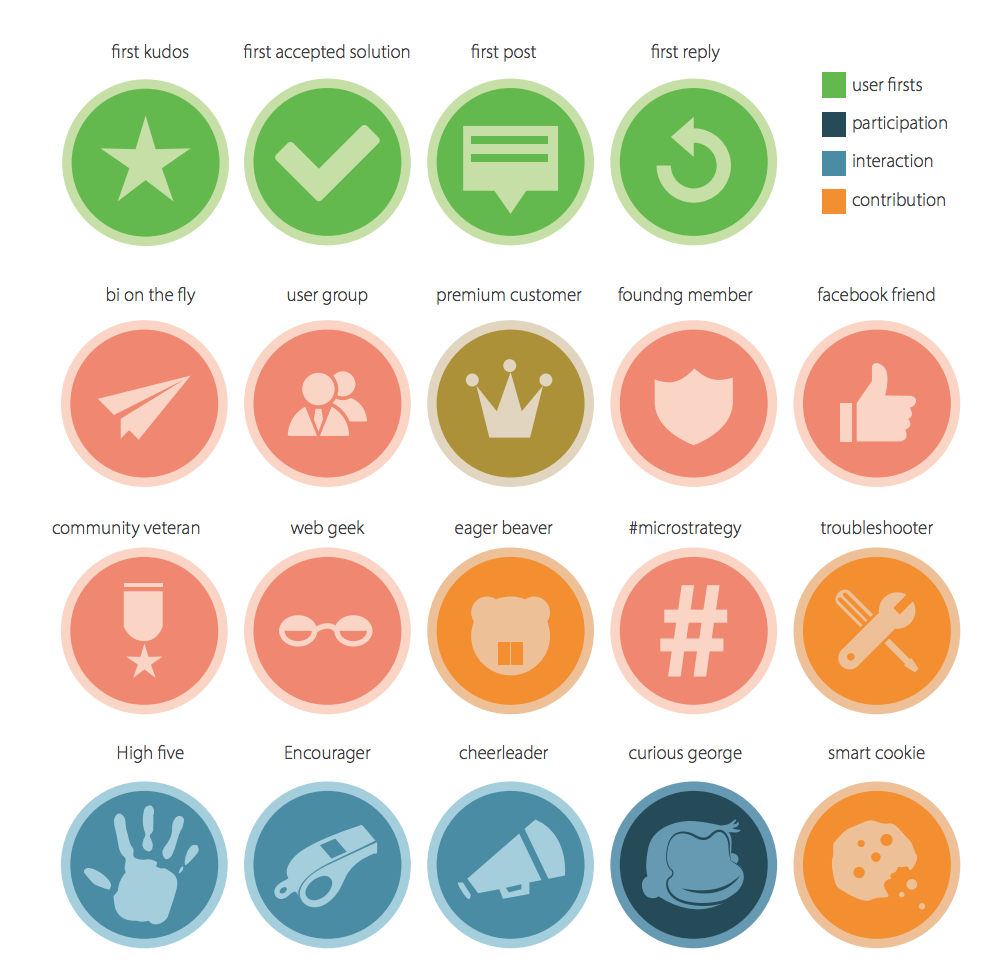 first kudos
first accepted solution
first post
first reply
user firsts
participation
interaction
contribution
bi on the fly
user group
premium customer
foundng member
facebook friend
community veteran
web geek
eager beaver
#microstrategy
troubleshooter
High five
Encourager
cheerleader
curious george
smart cookie